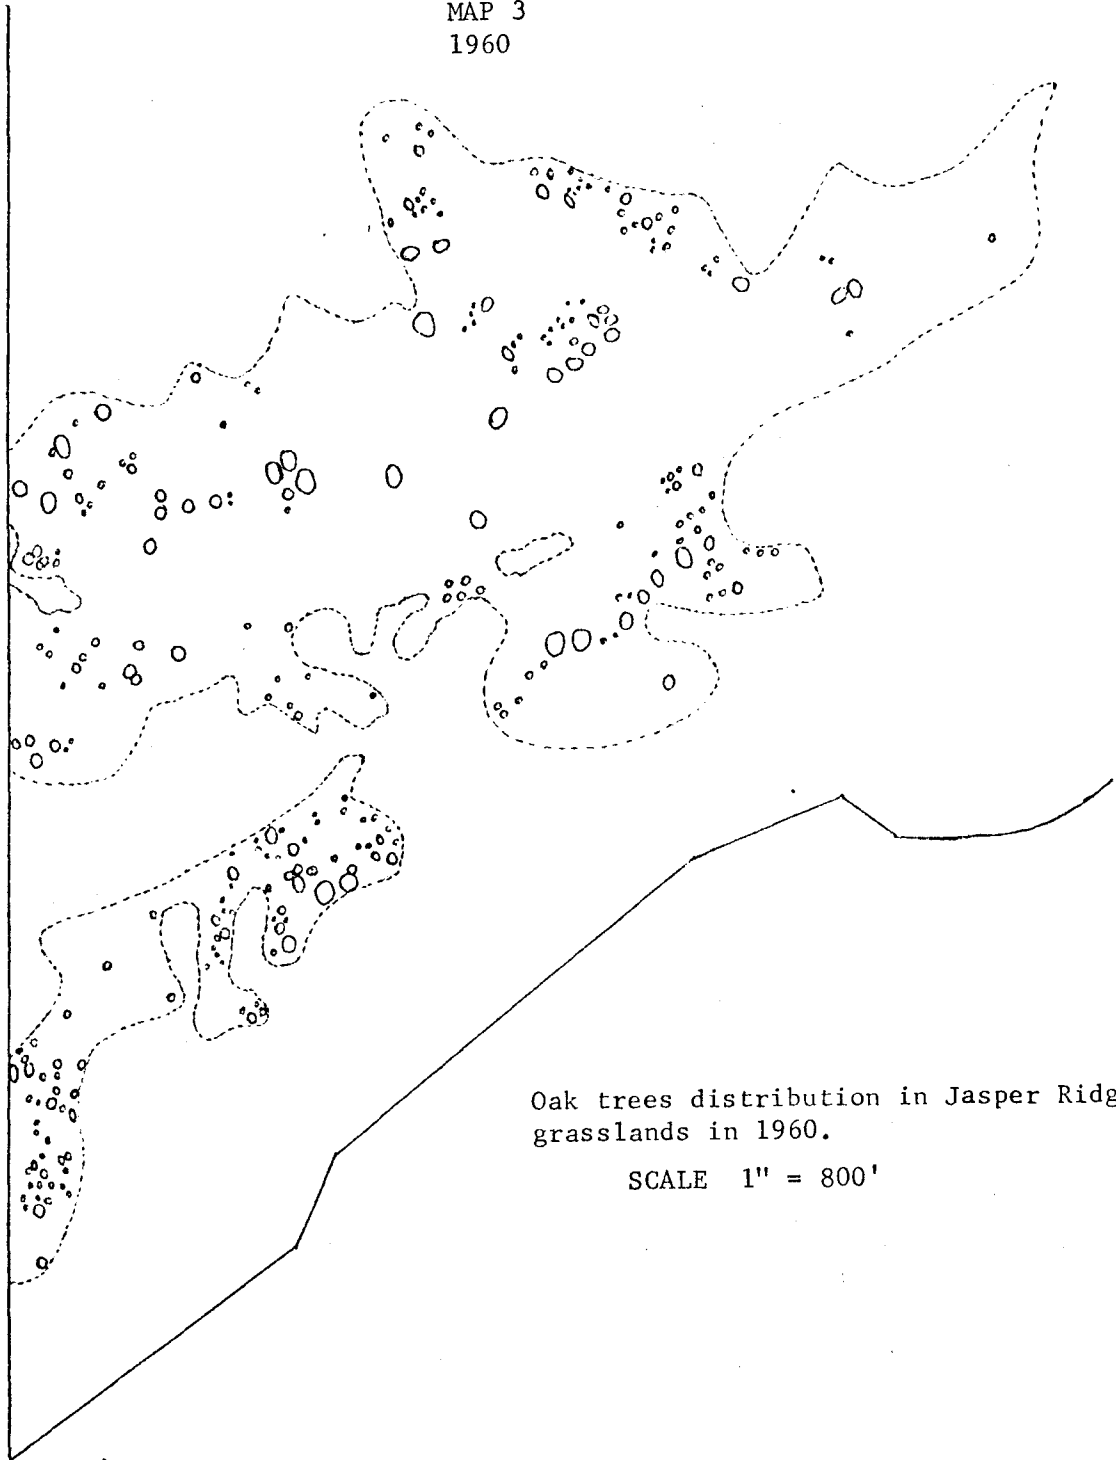 MAP 3
1960
Oak trees distribution in Jasper Ridg
grasslands in 1960.
SCALE 1" = 800'